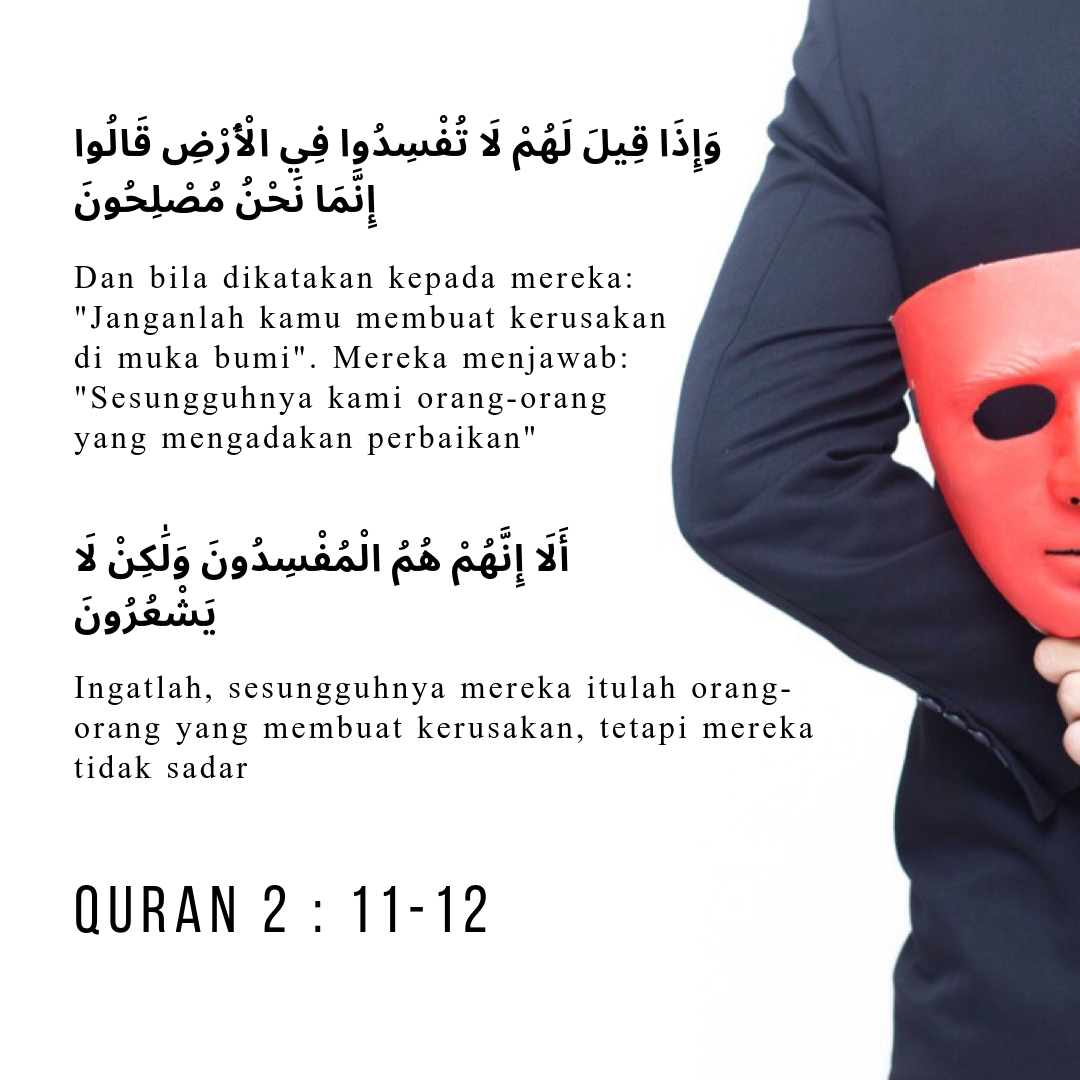 وَإِذَا قِيلَ لَهُمْ لَا تُفْسِدُوا فِي الْأَرْضِ قَالُوا
إِنَّمَا نَحْنُ مُصْلِحُونَ
Dan bila dikatakan kepada mereka:
"Janganlah kamu membuat kerusakan
di muka bumi". Mereka menjawab:
"Sesungguhnya kami orang-orang
yang mengadakan perbaikan"
أَلَا إِنَّهُمْ هُمُ الْمُفْسِدُونَ وَلَٰكِنْ لَا
يَشْعُرُونَ
Ingatlah, sesungguhnya mereka itulah orang-
orang yang membuat kerusakan, tetapi mereka
tidak sadar
QURAN 2 : 11-12